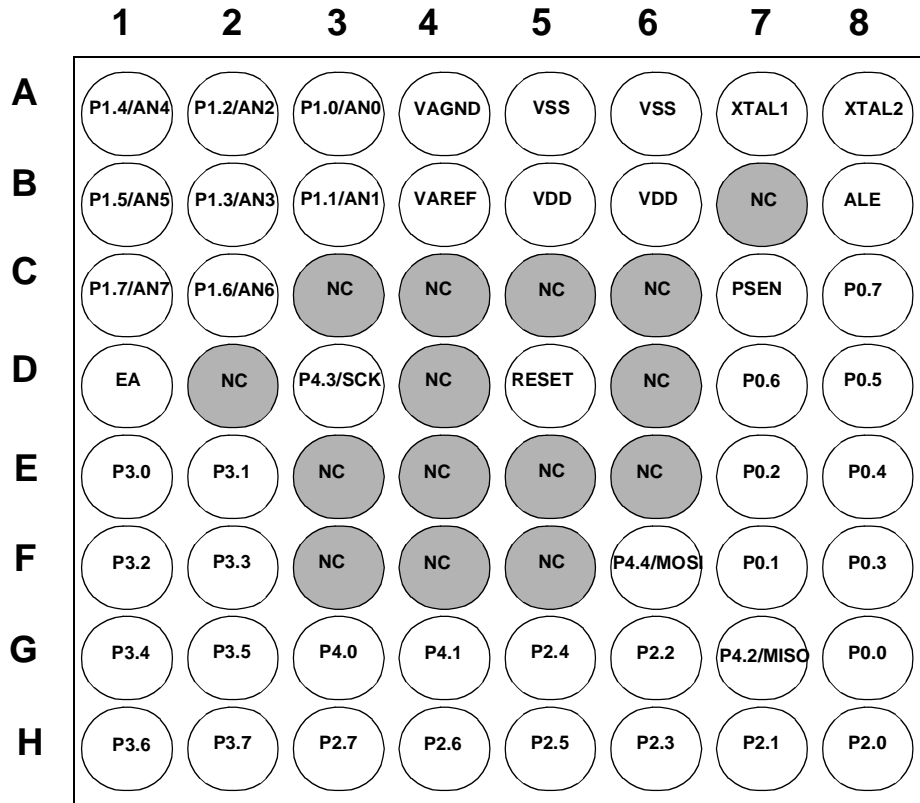 1 2 3 4 5 6 7 8
A P1.4/AN4 P1.2/AN2 P1.0/AN0 VAGND VSS VSS XTAL1 XTAL2
B P1.5/AN5 P1.3/AN3 P1.1/AN1 VAREF VDD VDD NC ALE
C P1.7/AN7 P1.6/AN6 NC NC NC NC PSEN P0.7
D EA NC P4.3/SCK NC RESET NC P0.6 P0.5
E P3.0 P3.1 NC NC NC NC P0.2 P0.4
F P3.2 P3.3 NC NC NC P4.4/MOSI P0.1 P0.3
G P3.4 P3.5 P4.0 P4.1 P2.4 P2.2 P4.2/MISO P0.0
H P3.6 P3.7 P2.7 P2.6 P2.5 P2.3 P2.1 P2.0